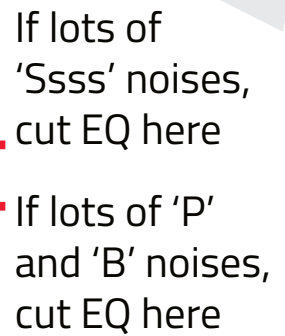 If lots of
‘Ssss’ noises,
cut EQ here
If lots of ‘P’
and ‘B’ noises,
cut EQ here